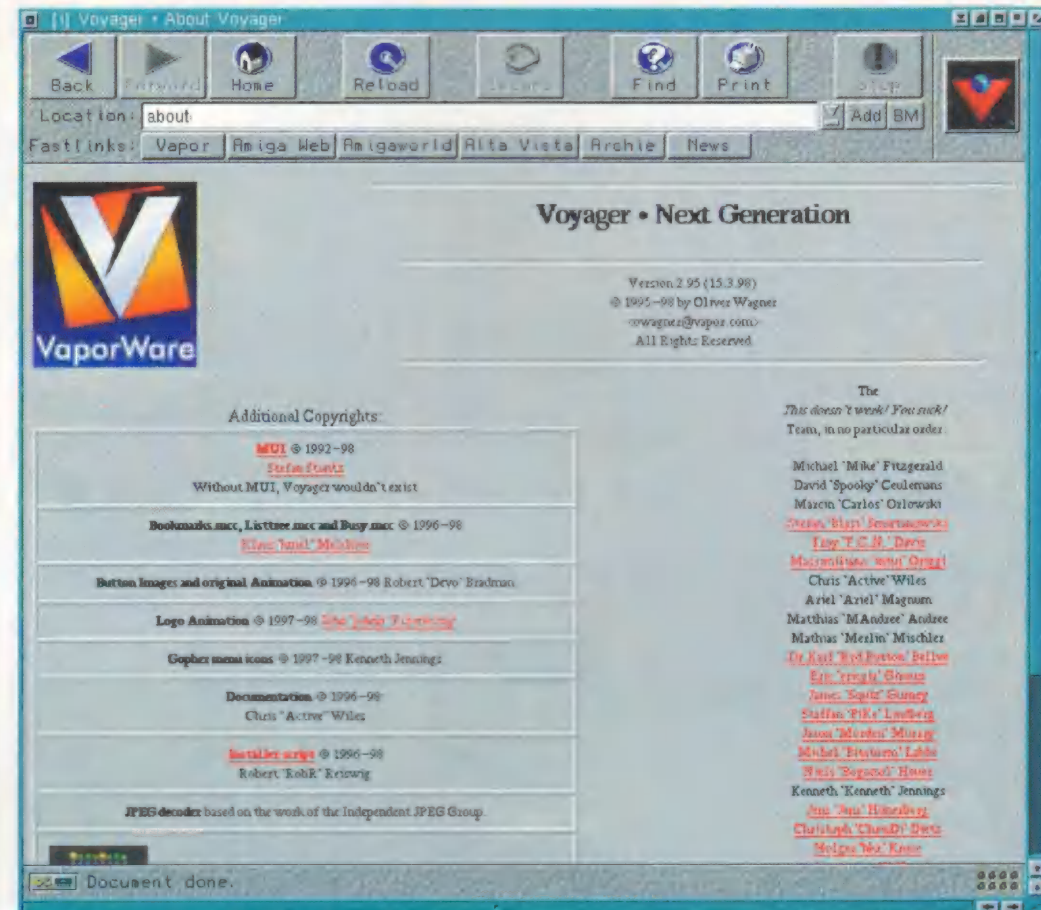 Voyager • About Voyager
Back Forward Home Reload Secure Find Print Stop
Location: about: Add BM
Fastlinks: Vapor Amiga Web Amigaworld Alta Vista Archie News
VaporWare
Voyager • Next Generation
Version 2.95 (15.3.98)
© 1995-98 by Oliver Wagner
<owagner@vapor.com>
All Rights Reserved
Additional Copyrights:
MUI © 1992-98
Stefan Stuntz
Without MUI, Voyager wouldn't exist
Bookmarks.mcc, Listtree.mcc and Busy.mcc © 1996-98
Button Images and original Animation © 1996-98 Robert 'Devo' Bradman
Logo Animation © 1997-98
Gopher menu icons © 1997-98 Kenneth Jennings
Documentation © 1996-98
Chris "Active" Wiles
Installer script © 1996-98
Robert 'RobR' Reiswig
JPEG decoder based on the work of the Independent JPEG Group.
The
This doesn't work! You suck!
Team, in no particular order
Michael 'Mike' Fitzgerald
David 'Spooky' Ceulemans
Marcin 'Carlos' Orlowski
Chris 'Active' Wiles
Ariel 'Ariel' Magnum
Matthias 'MAndree' Andree
Mathias 'Merlin' Mischler
James 'Squiz' Gurney
Jason 'Murden' Murray
Kenneth 'Kenneth' Jennings
Document done.